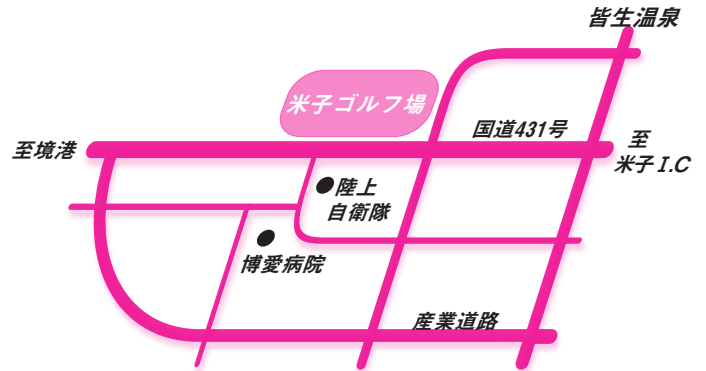 皆生温泉
米子ゴルフ場
国道431号
至境港
至
米子I.C
陸上
自衛隊
博愛病院
産業道路